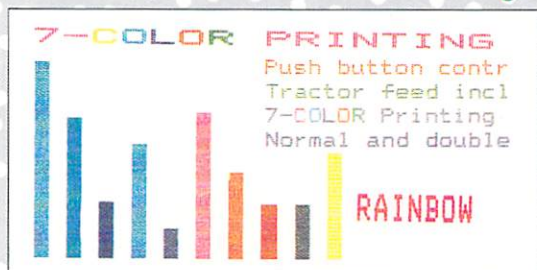 7-COLOR PRINTING
Push button contr
Tractor feed incl
7-COLOR Printing
Normal and double
RAINBOW